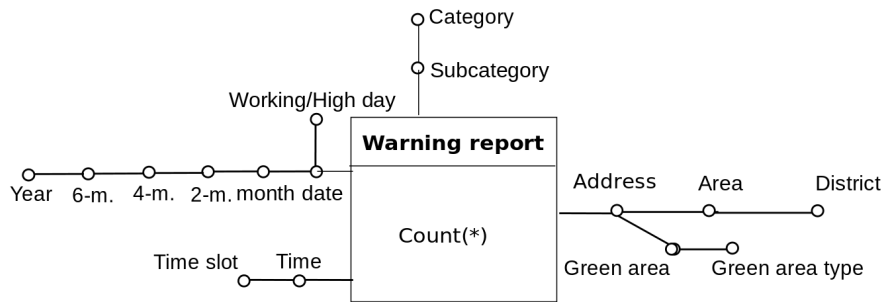 Category
Subcategory
Working/High day
Warning report
Year 6-m. 4-m. 2-m. month date
Address Area District
Count(*)
Time slot Time
Green area Green area type